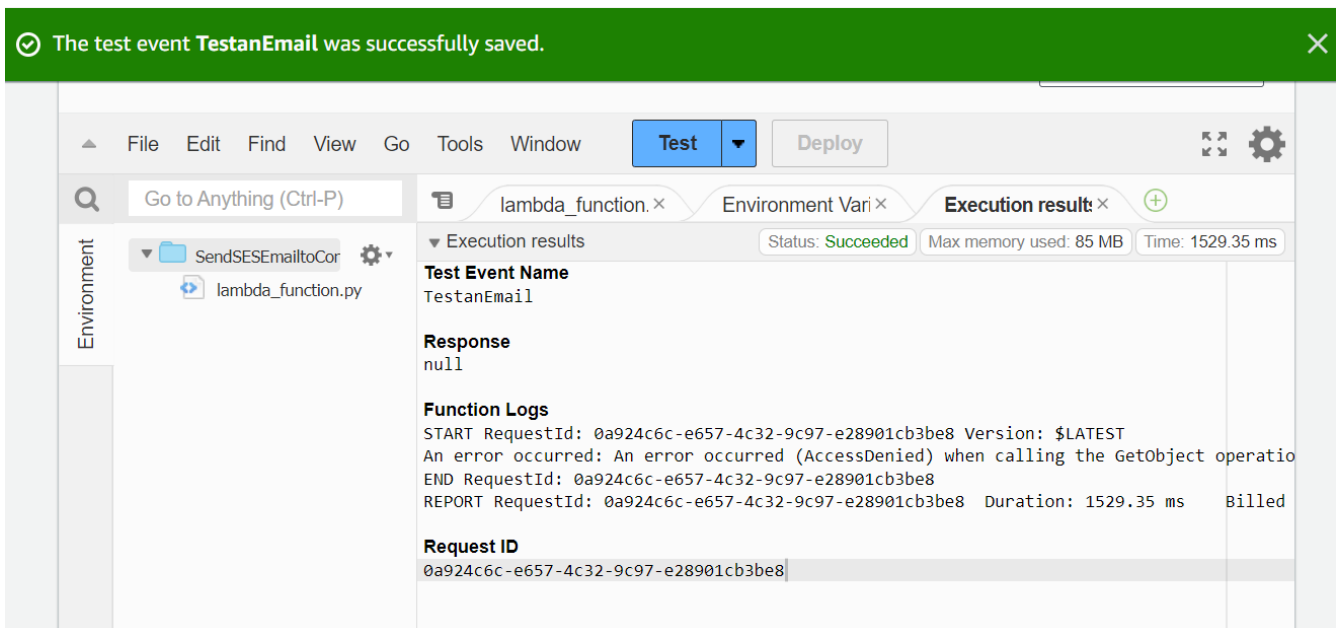 The test event TestanEmail was successfully saved.
File Edit Find View Go Tools Window Test Deploy
Go to Anything (Ctrl-P)
lambda_function. Environment Vari Execution results
Environment
SendSESEmailtoCor
lambda_function.py
Execution results Status: Succeeded Max memory used: 85 MB Time: 1529.35 ms
Test Event Name
TestanEmail
Response
null
Function Logs
START RequestId: 0a924c6c-e657-4c32-9c97-e28901cb3be8 Version: $LATEST
An error occurred: An error occurred (AccessDenied) when calling the GetObject operatio
END RequestId: 0a924c6c-e657-4c32-9c97-e28901cb3be8
REPORT RequestId: 0a924c6c-e657-4c32-9c97-e28901cb3be8 Duration: 1529.35 ms Billed
Request ID
0a924c6c-e657-4c32-9c97-e28901cb3be8